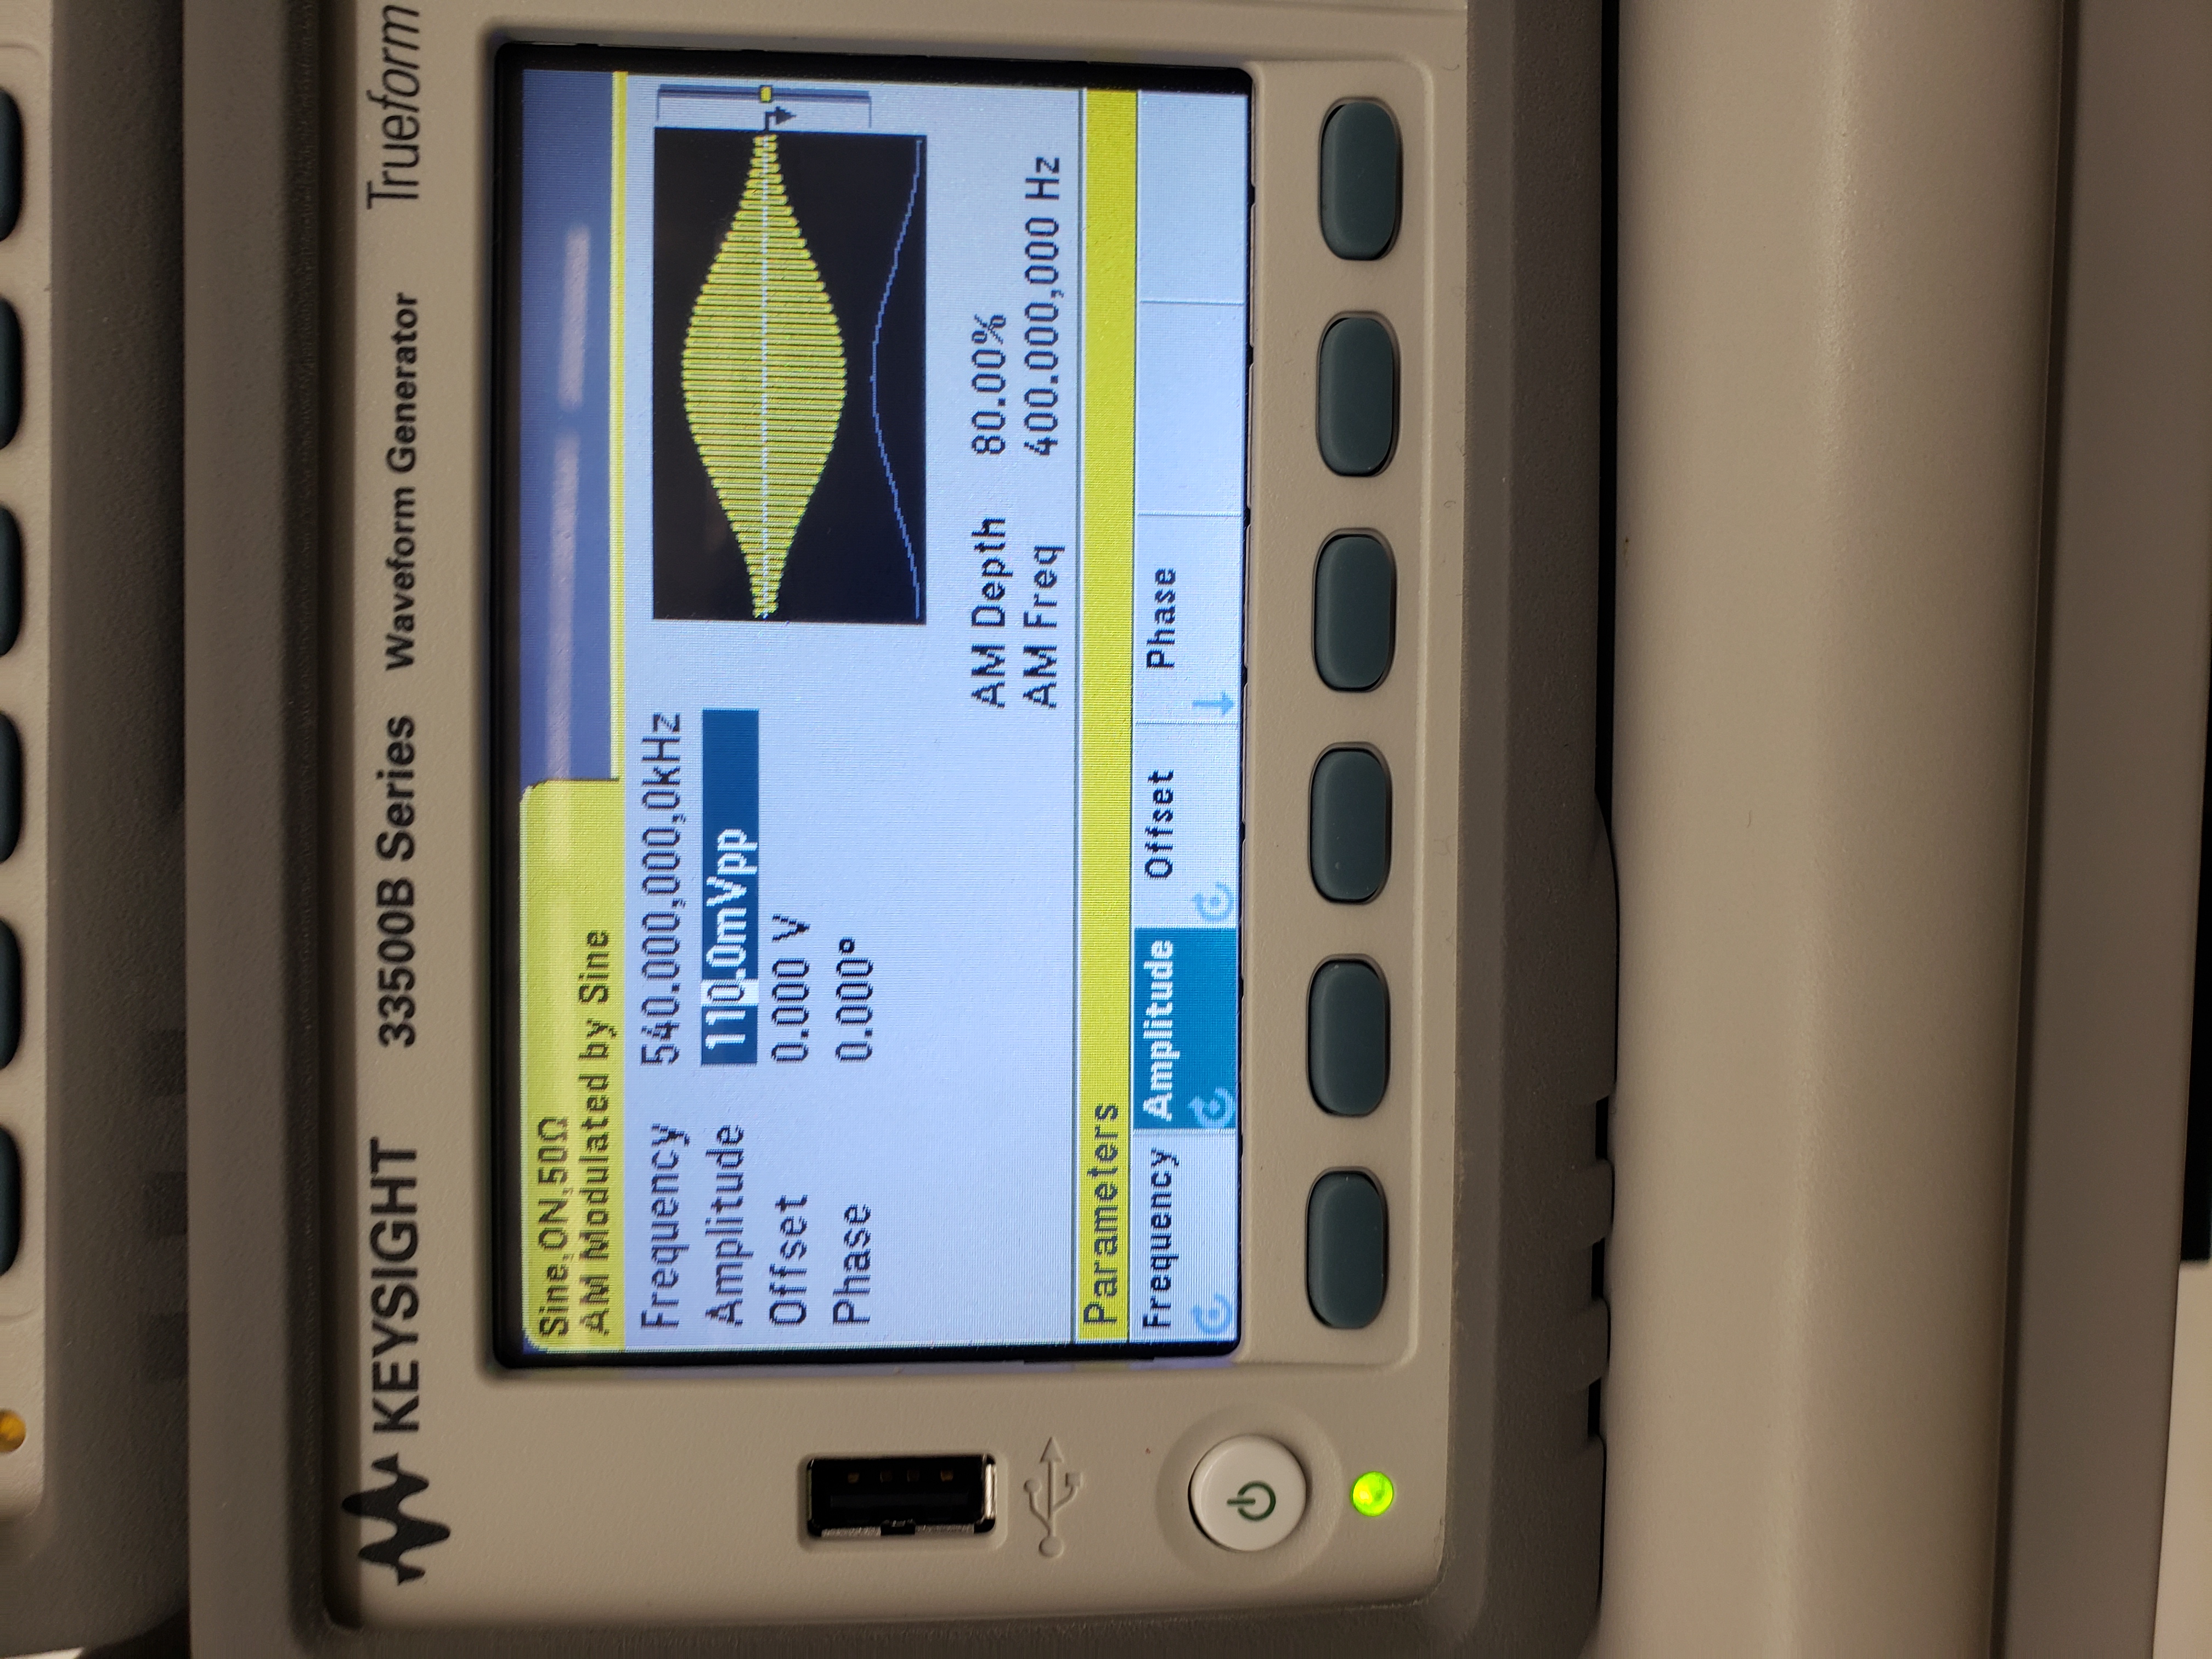 KEYSIGHT 33500B Series Waveform Generator Trueform
Sine,ON,50Ω
AM Modulated by Sine
Frequency 540.000,000,0kHz
Amplitude 110.0mVpp
Offset 0.000 V
Phase 0.000°
AM Depth 80.00%
AM Freq 400.000,000 Hz
Parameters
Frequency Amplitude Offset Phase